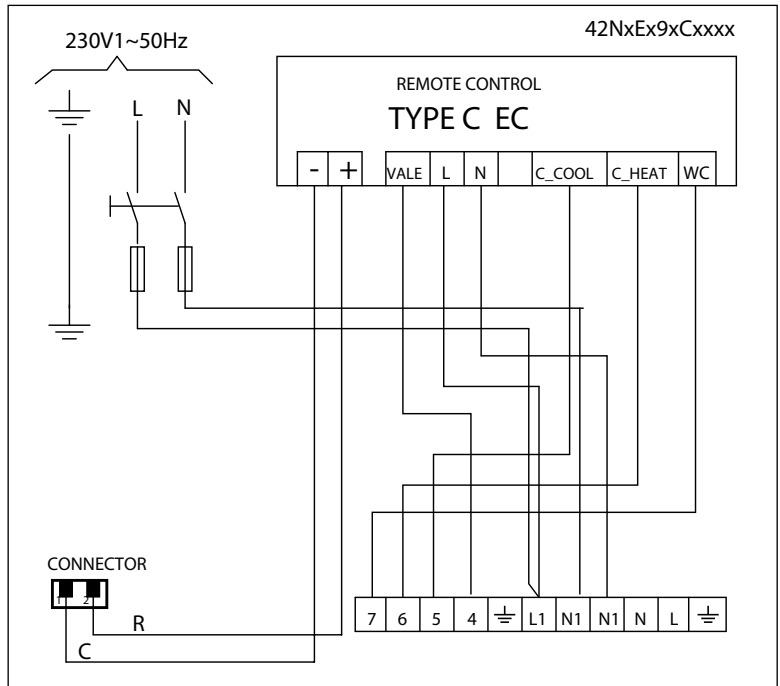 42NxEx9xCxxxx
230V1~50Hz
REMOTE CONTROL
TYPE C EC
L N
- + VALE L N C_COOL C_HEAT WC
CONNECTOR
1 2
R
C
7 6 5 4 L1 N1 N1 N L